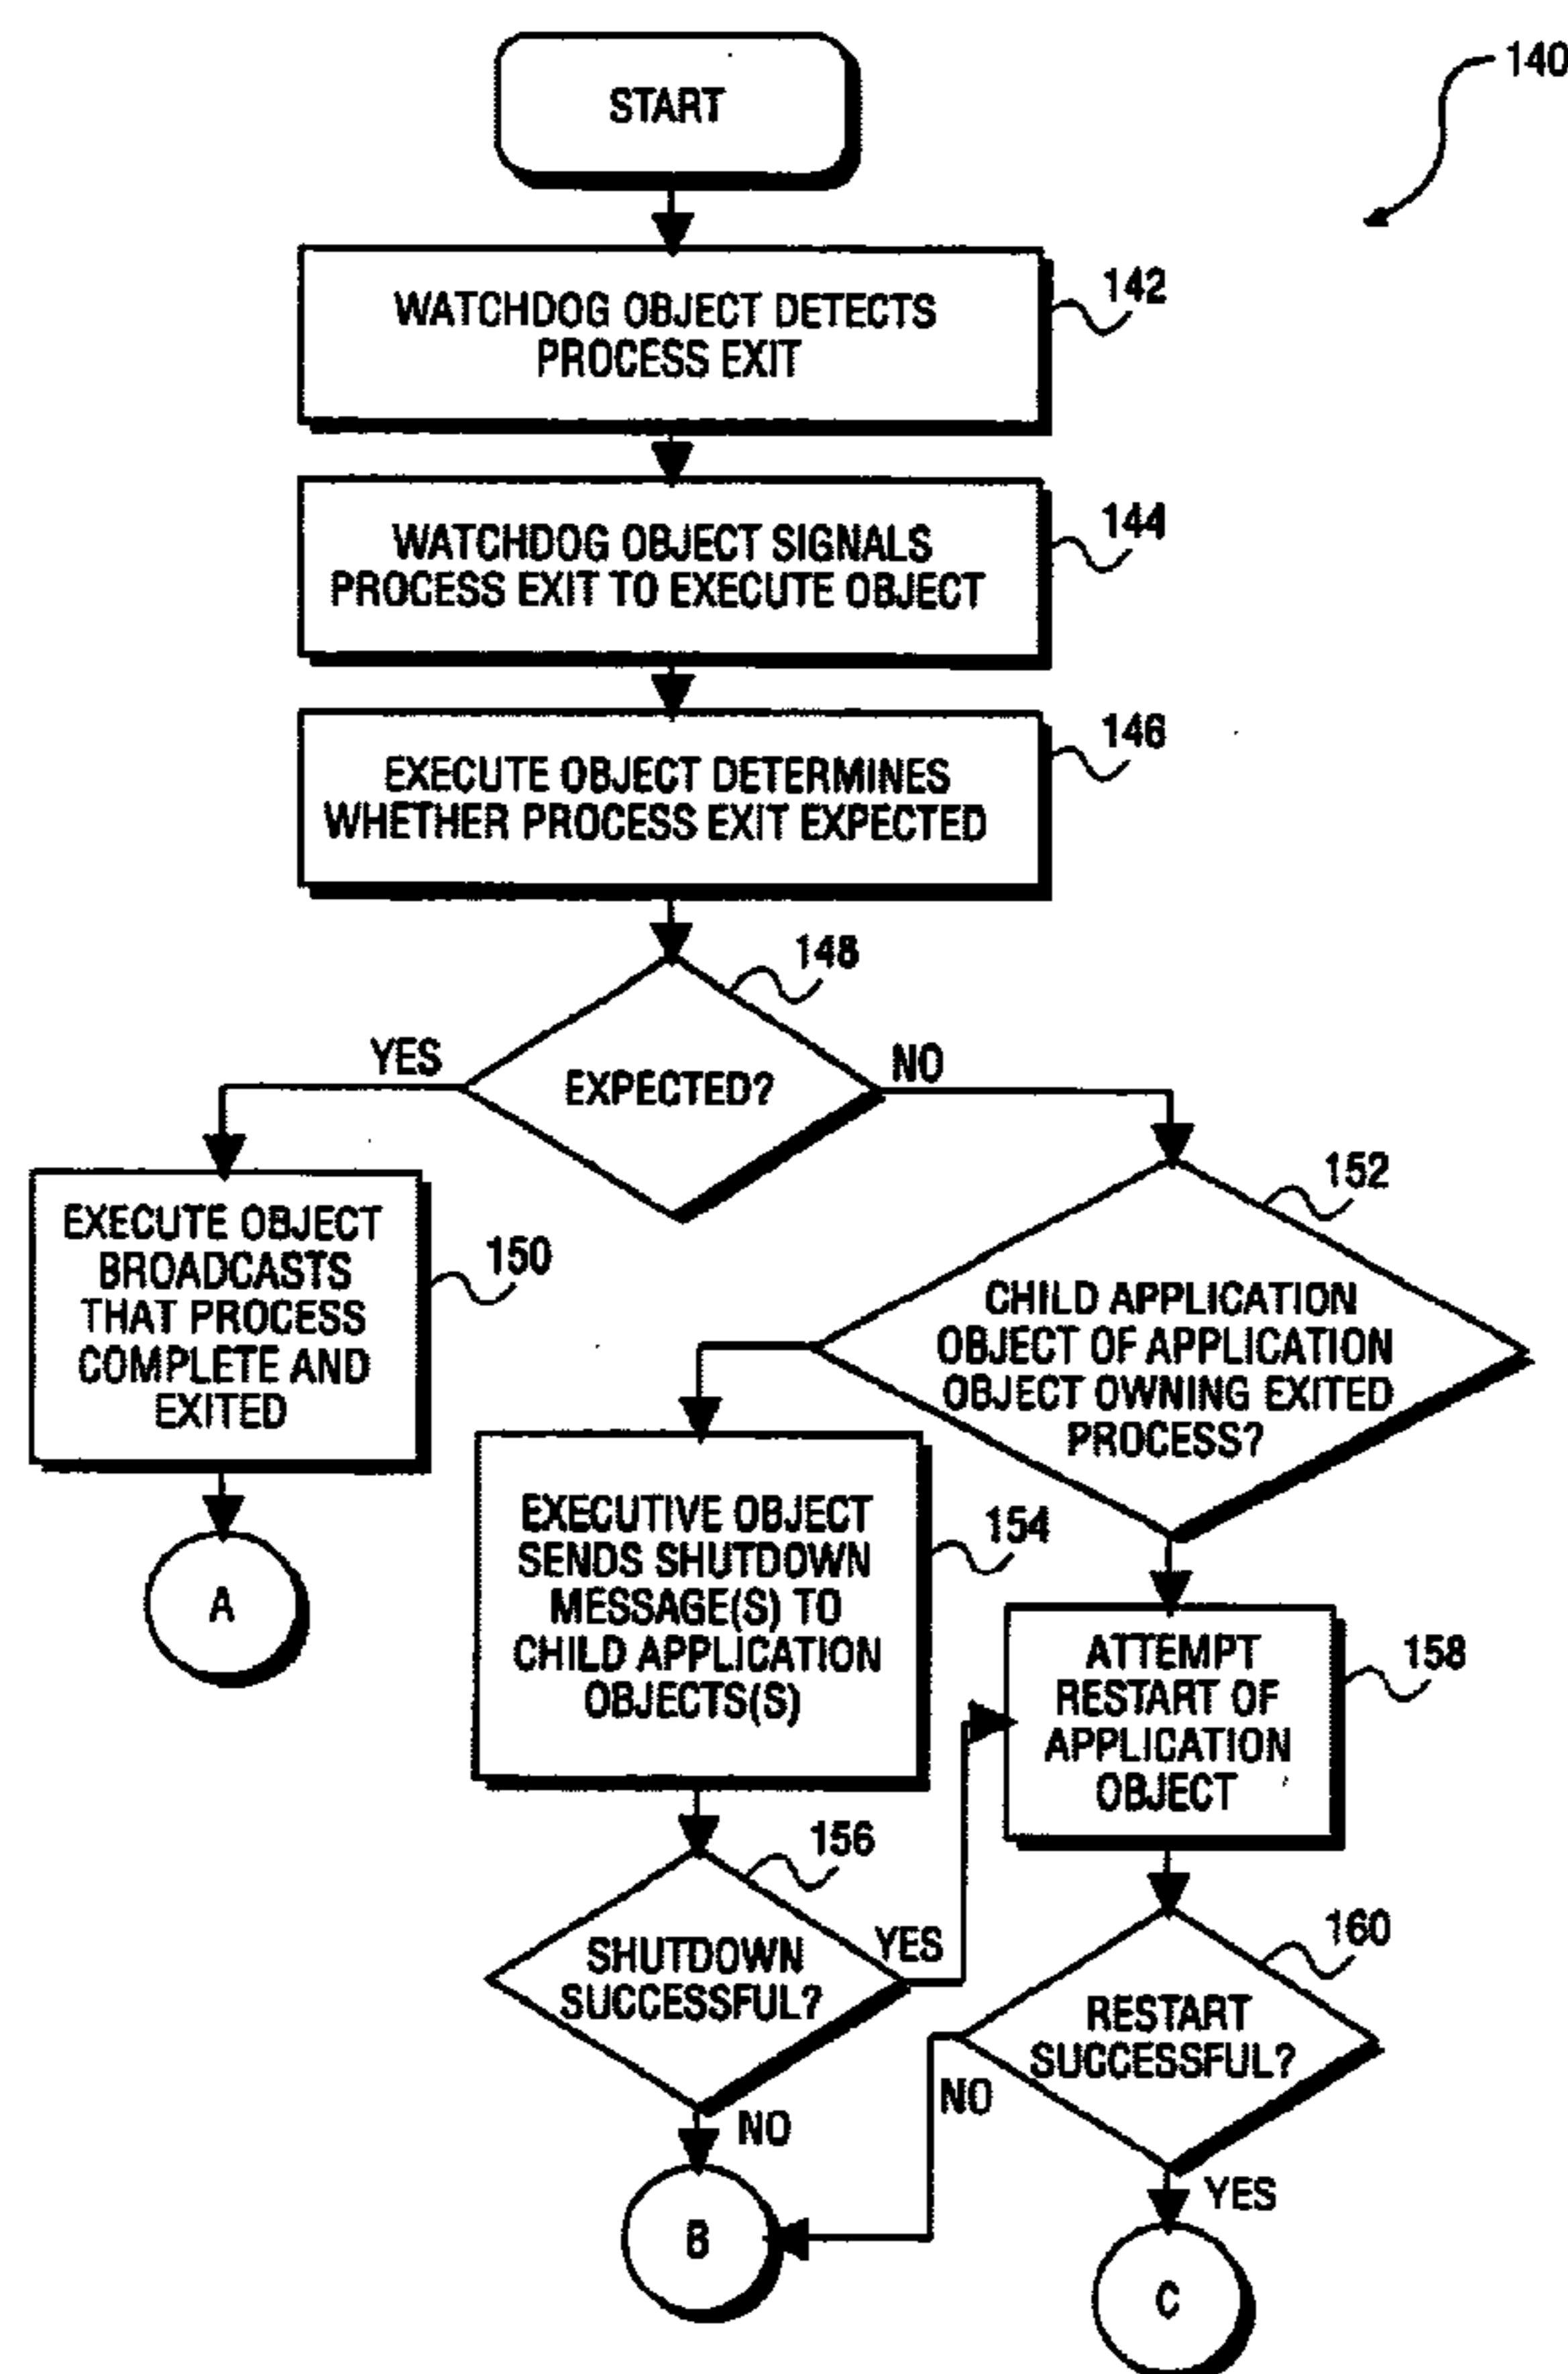 START
140
WATCHDOG OBJECT DETECTS
PROCESS EXIT
142
WATCHDOG OBJECT SIGNALS
PROCESS EXIT TO EXECUTE OBJECT
144
EXECUTE OBJECT DETERMINES
WHETHER PROCESS EXIT EXPECTED
146
148
YES
EXPECTED?
NO
EXECUTE OBJECT
BROADCASTS
THAT PROCESS
COMPLETE AND
EXITED
150
A
152
CHILD APPLICATION
OBJECT OF APPLICATION
OBJECT OWNING EXITED
PROCESS?
EXECUTIVE OBJECT
SENDS SHUTDOWN
MESSAGE(S) TO
CHILD APPLICATION
OBJECTS(S)
154
ATTEMPT
RESTART OF
APPLICATION
OBJECT
158
156
SHUTDOWN
SUCCESSFUL?
YES
NO
160
RESTART
SUCCESSFUL?
NO
YES
B
C